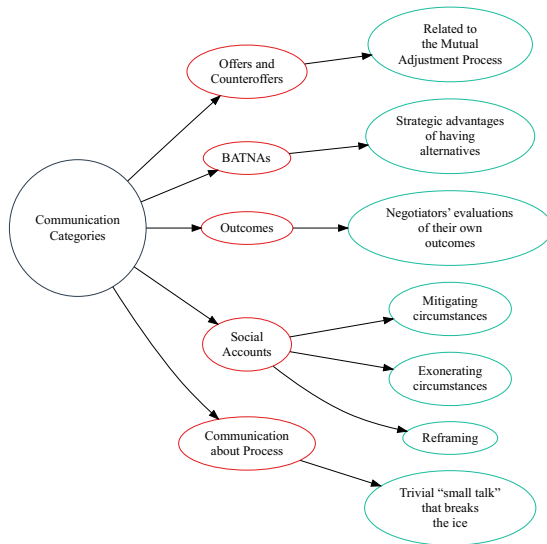 Communication
Categories
Offers and
Counteroffers
Related to
the Mutual
Adjustment Process
BATNAs
Strategic advantages
of having
alternatives
Outcomes
Negotiators’ evaluations
of their own
outcomes
Social
Accounts
Mitigating
circumstances
Exonerating
circumstances
Reframing
Communication
about Process
Trivial “small talk”
that breaks
the ice